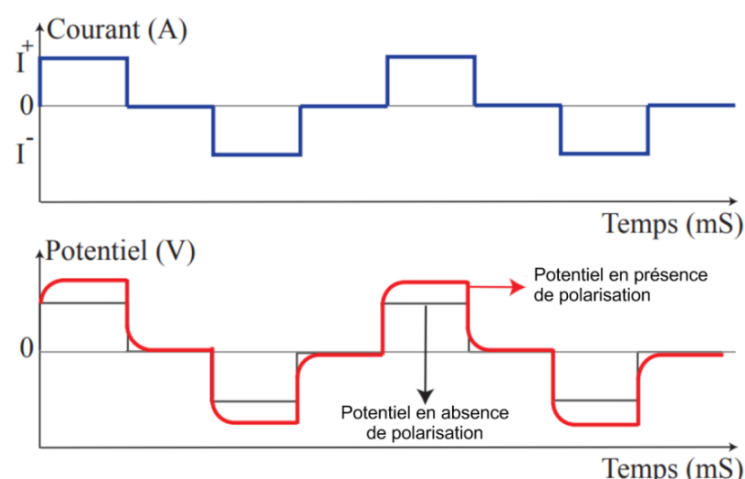 Courant (A)
I+
0
I-
Temps (mS)
Potentiel (V)
Potentiel en présence
de polarisation
0
Potentiel en absence
de polarisation
Temps (mS)